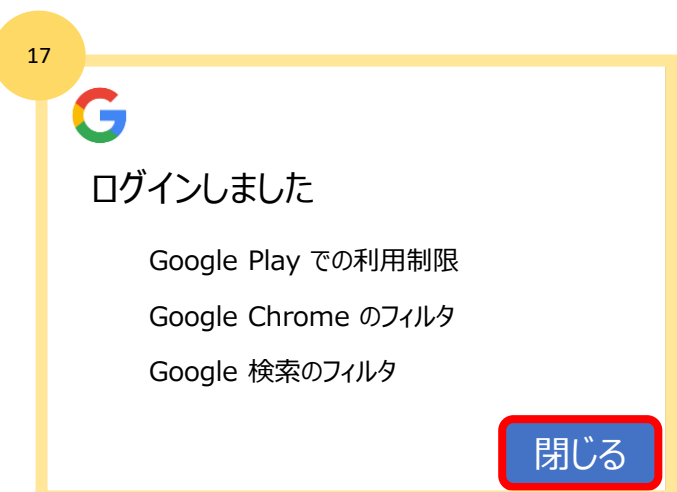 17
ログインしました
Google Play での利用制限
Google Chrome のフィルタ
Google 検索のフィルタ
閉じる